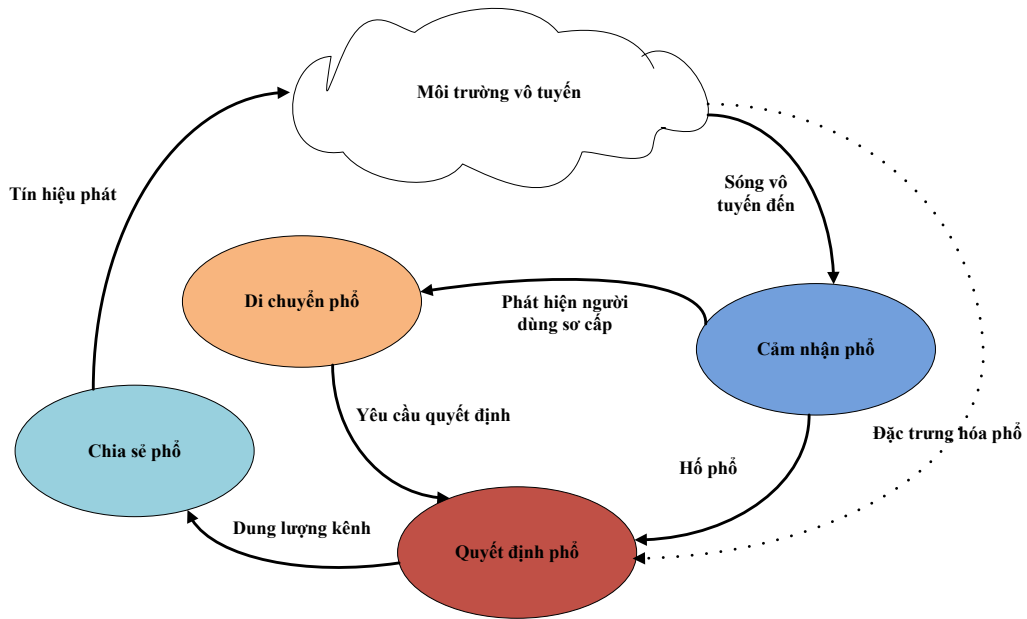 Môi trường vô tuyến
Tín hiệu phát
Sóng vô
tuyến đến
Di chuyển phổ
Phát hiện người
dùng sơ cấp
Cảm nhận phổ
Yêu cầu quyết định
Đặc trưng hóa phổ
Chia sẻ phổ
Hố phổ
Dung lượng kênh
Quyết định phổ